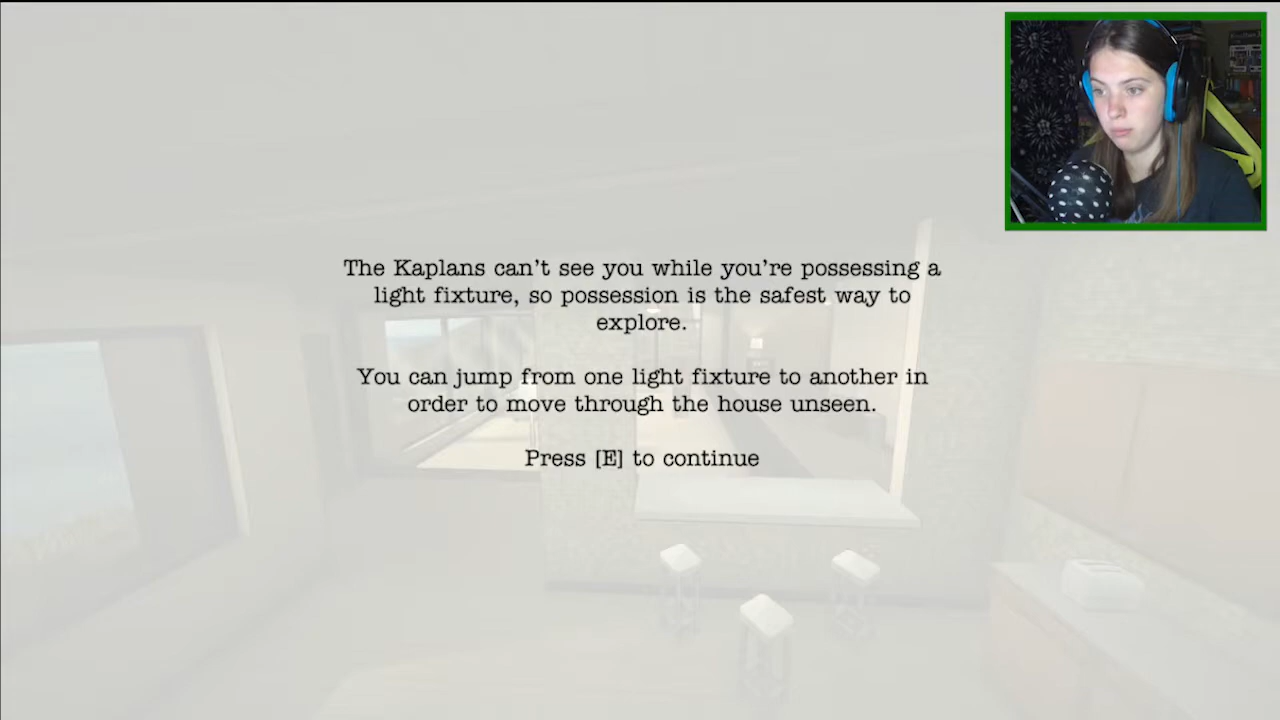 The Kaplans can't see you while you're possessing a
light fixture, so possession is the safest way to
explore.
You can jump from one light fixture to another in
order to move through the house unseen.
Press [E] to continue